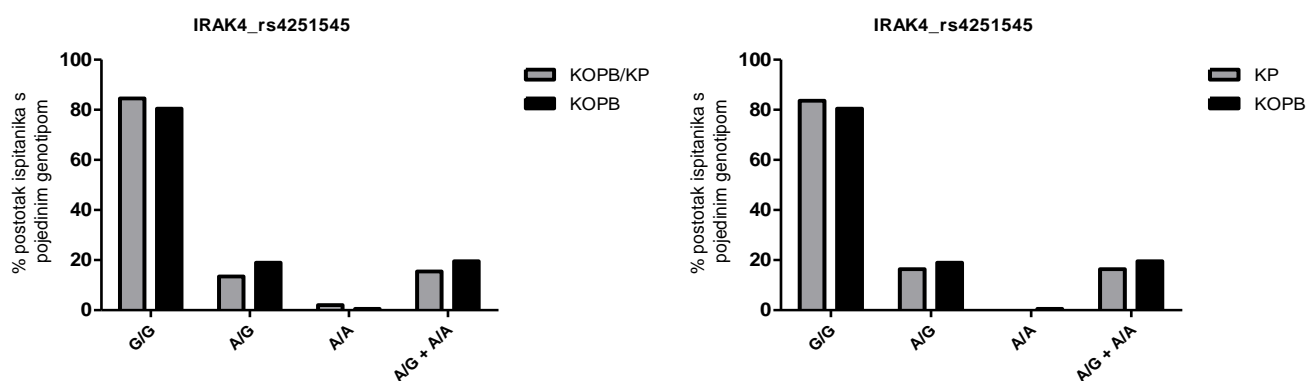 IRAK4_rs4251545
% postotak ispitanika s
pojedinim genotipom
100
80
60
40
20
0
G/G
A/G
A/A
A/G + A/A
KOPB/KP
KOPB
IRAK4_rs4251545
% postotak ispitanika s
pojedinim genotipom
100
80
60
40
20
0
G/G
A/G
A/A
A/G + A/A
KP
KOPB